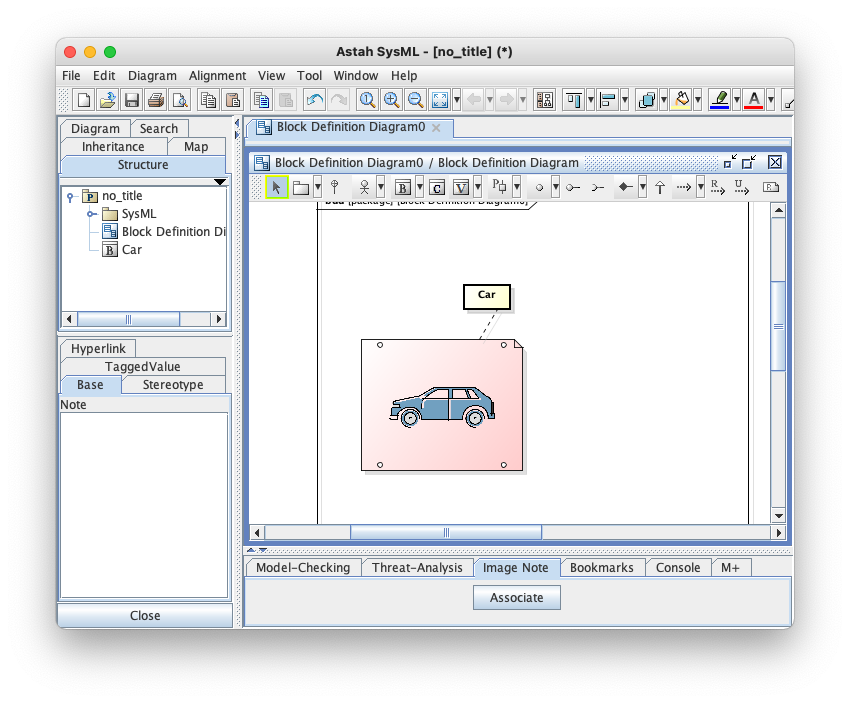 Astah SysML - [no_title] (*)
File Edit Diagram Alignment View Tool Window Help
Diagram Search
Inheritance Map
Structure
no_title
SysML
Block Definition Di
B Car
Hyperlink
TaggedValue
Base Stereotype
Note
Close
Block Definition Diagram0
Block Definition Diagram0 / Block Definition Diagram
B C V
[package] [Block Definition Diagram0]
Car
Model-Checking Threat-Analysis Image Note Bookmarks Console M+
Associate